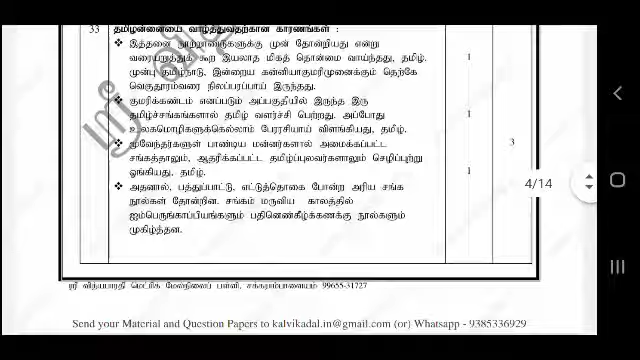 33 தமிழன்னையை வாழ்த்துவதற்கான காரணங்கள் :
❖ இத்தனை நூற்றாண்டுகளுக்கு முன் தோன்றியது என்று
வரையறுத்துக் கூற இயலாத மிகத் தொன்மை வாய்ந்தது, தமிழ். 1
முன்பு தமிழ்நாடு, இன்றைய கன்னியாகுமரிமுனைக்கும் தெற்கே
வெகுதூரம்வரை நிலப்பரப்பாய் இருந்தது.
❖ குமரிக்கண்டம் எனப்படும் அப்பகுதியில் இருந்த இரு
தமிழ்ச்சங்கங்களால் தமிழ் வளர்ச்சி பெற்றது. அப்போது 1
உலகமொழிகளுக்கெல்லாம் பேரரசியாய் விளங்கியது, தமிழ்.
❖ மூவேந்தர்களுள் பாண்டிய மன்னர்களால் அமைக்கப்பட்ட 3
சங்கத்தாலும், ஆதரிக்கப்பட்ட தமிழ்ப்புலவர்களாலும் செழிப்புற்று
ஓங்கியது, தமிழ். 1
❖ அதனால், பத்துப்பாட்டு, எட்டுத்தொகை போன்ற அரிய சங்க
நூல்கள் தோன்றின. சங்கம் மருவிய காலத்தில்
ஐம்பெருங்காப்பியங்களும் பதினெண்கீழ்க்கணக்கு நூல்களும்
முகிழ்த்தன.
4/14
ஸ்ரீ வித்யபாரதி மெட்ரிக் மேல்நிலைப் பள்ளி, சக்கராம்பாளையம் 99655-31727
Send your Material and Question Papers to kalvikadal.in@gmail.com (or) Whatsapp - 9385336929